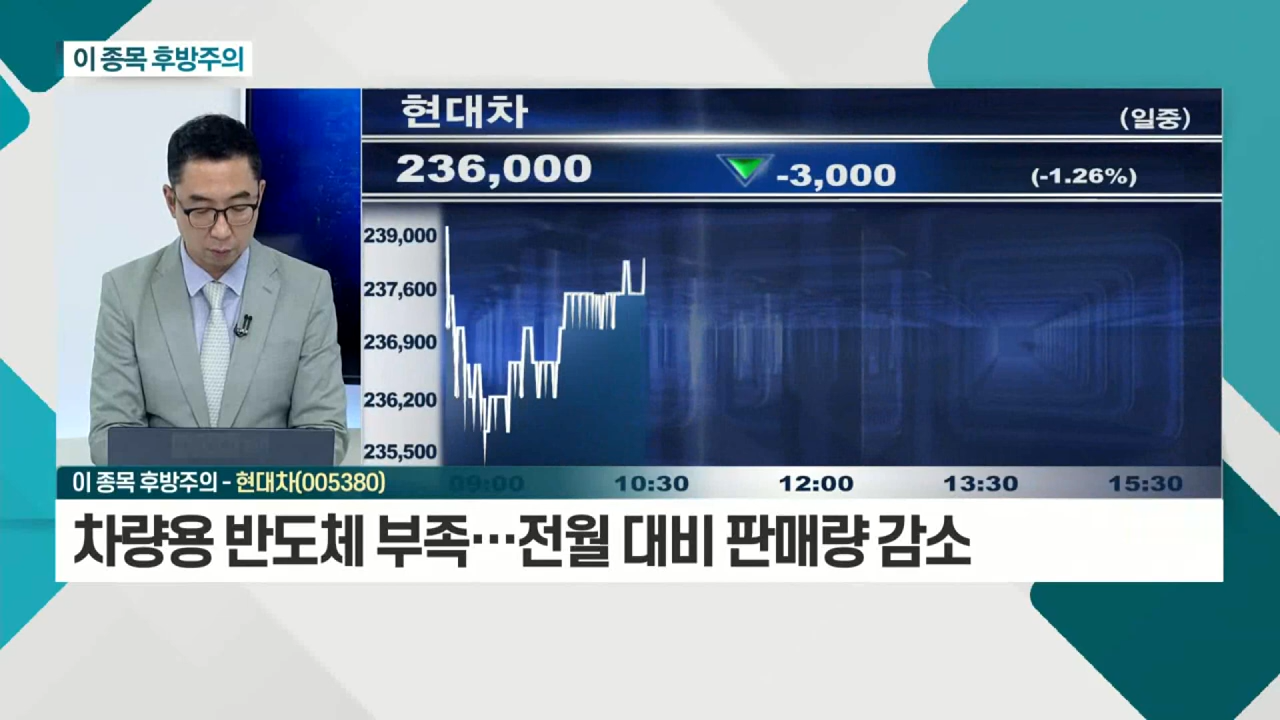 이 종목 후방주의
현대차
(일중)
236,000
-3,000
(-1.26%)
239,000
237,600
236,900
236,200
235,500
이 종목 후방주의 - 현대차(005380)
09:00
10:30
12:00
13:30
15:30
차량용 반도체 부족…전월 대비 판매량 감소